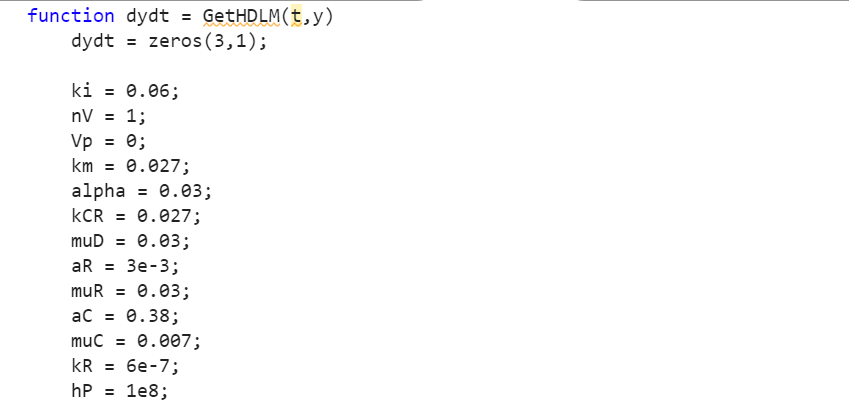 function dydt = GetHDLM(t,y)
dydt = zeros(3,1);
ki = 0.06;
nV = 1;
Vp = 0;
km = 0.027;
alpha = 0.03;
kCR = 0.027;
muD = 0.03;
aR = 3e-3;
muR = 0.03;
aC = 0.38;
muC = 0.007;
kR = 6e-7;
hP = 1e8;